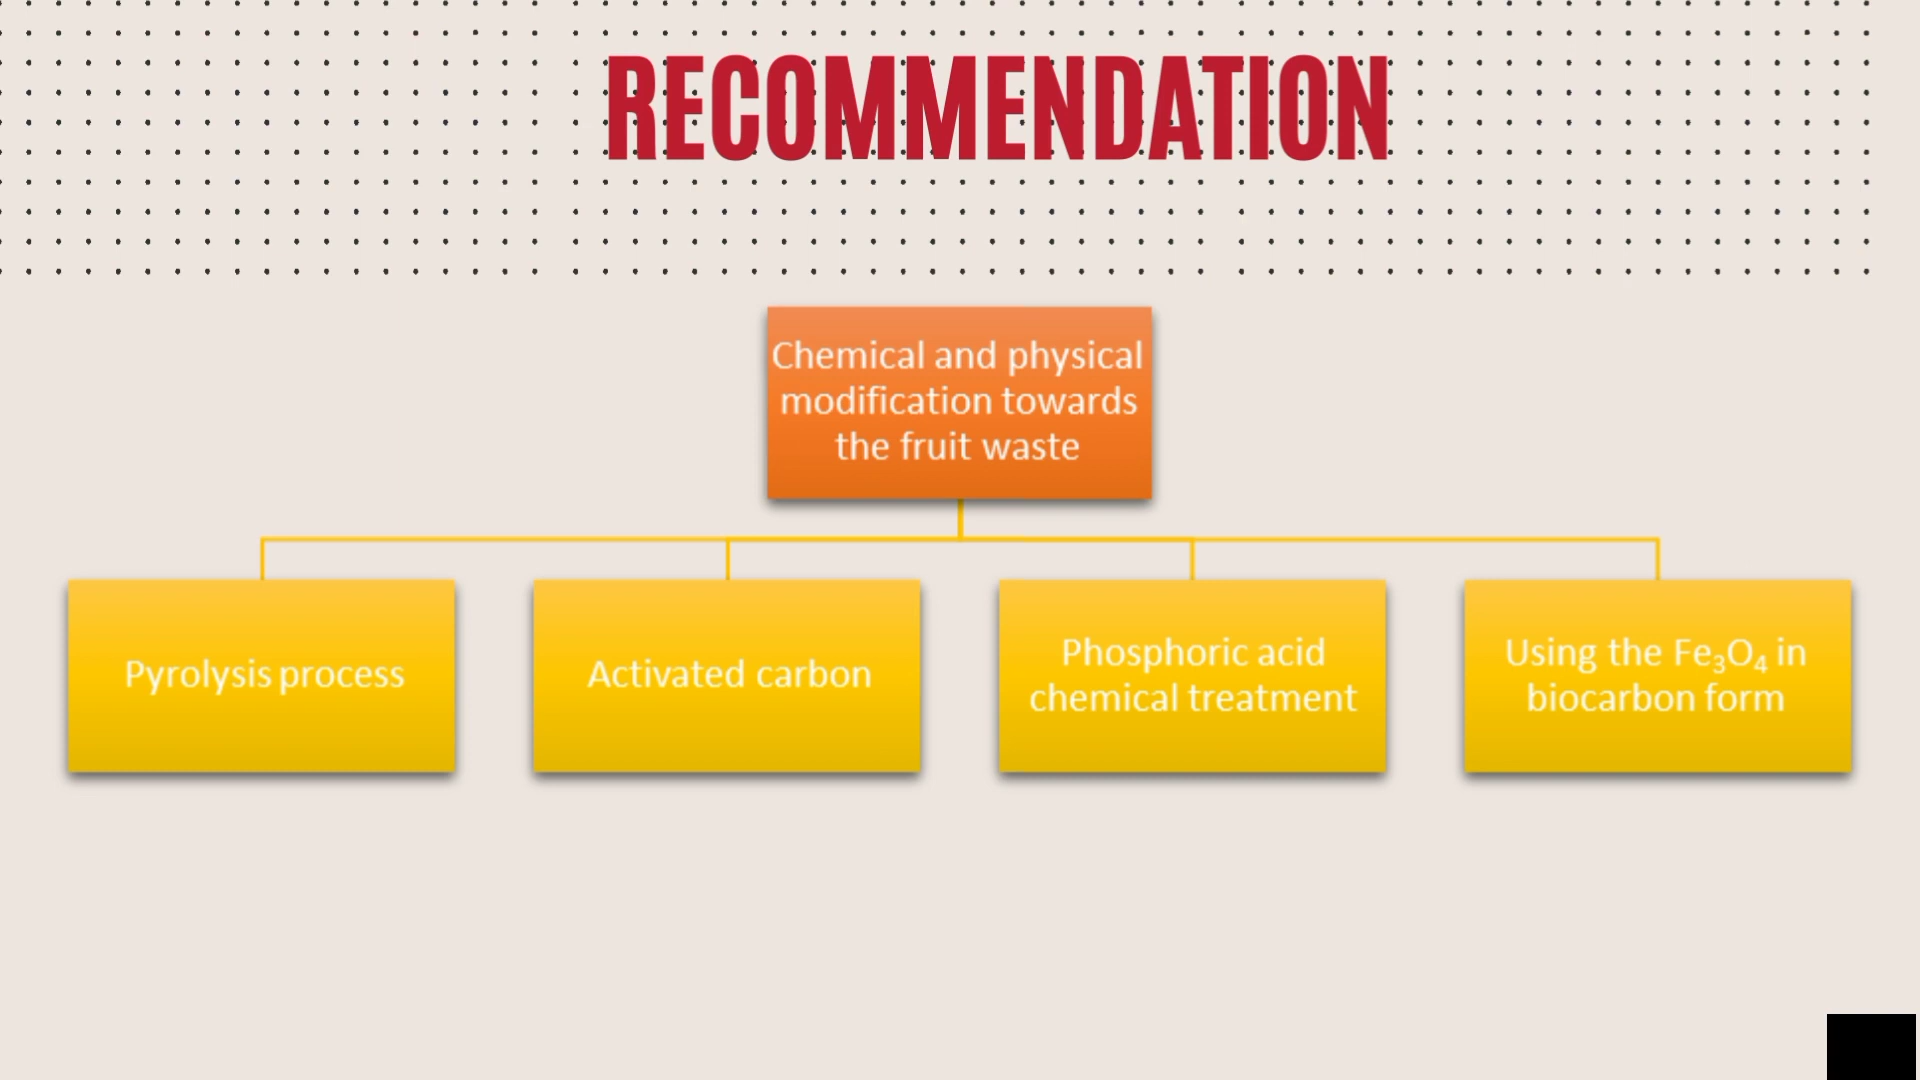 RECOMMENDATION
Chemical and physical
modification towards
the fruit waste
Pyrolysis process
Activated carbon
Phosphoric acid
chemical treatment
Using the Fe₃O₄ in
biocarbon form